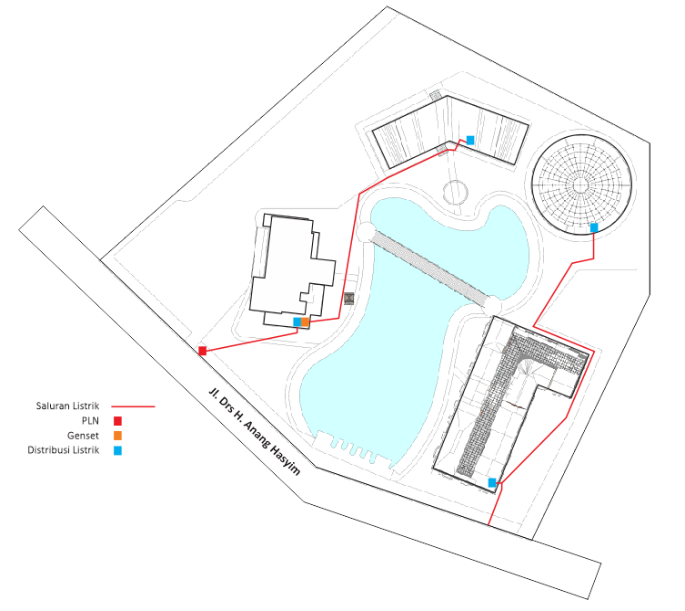 Jl. Drs H. Anang Hasyim
Saluran Listrik
PLN
Genset
Distribusi Listrik